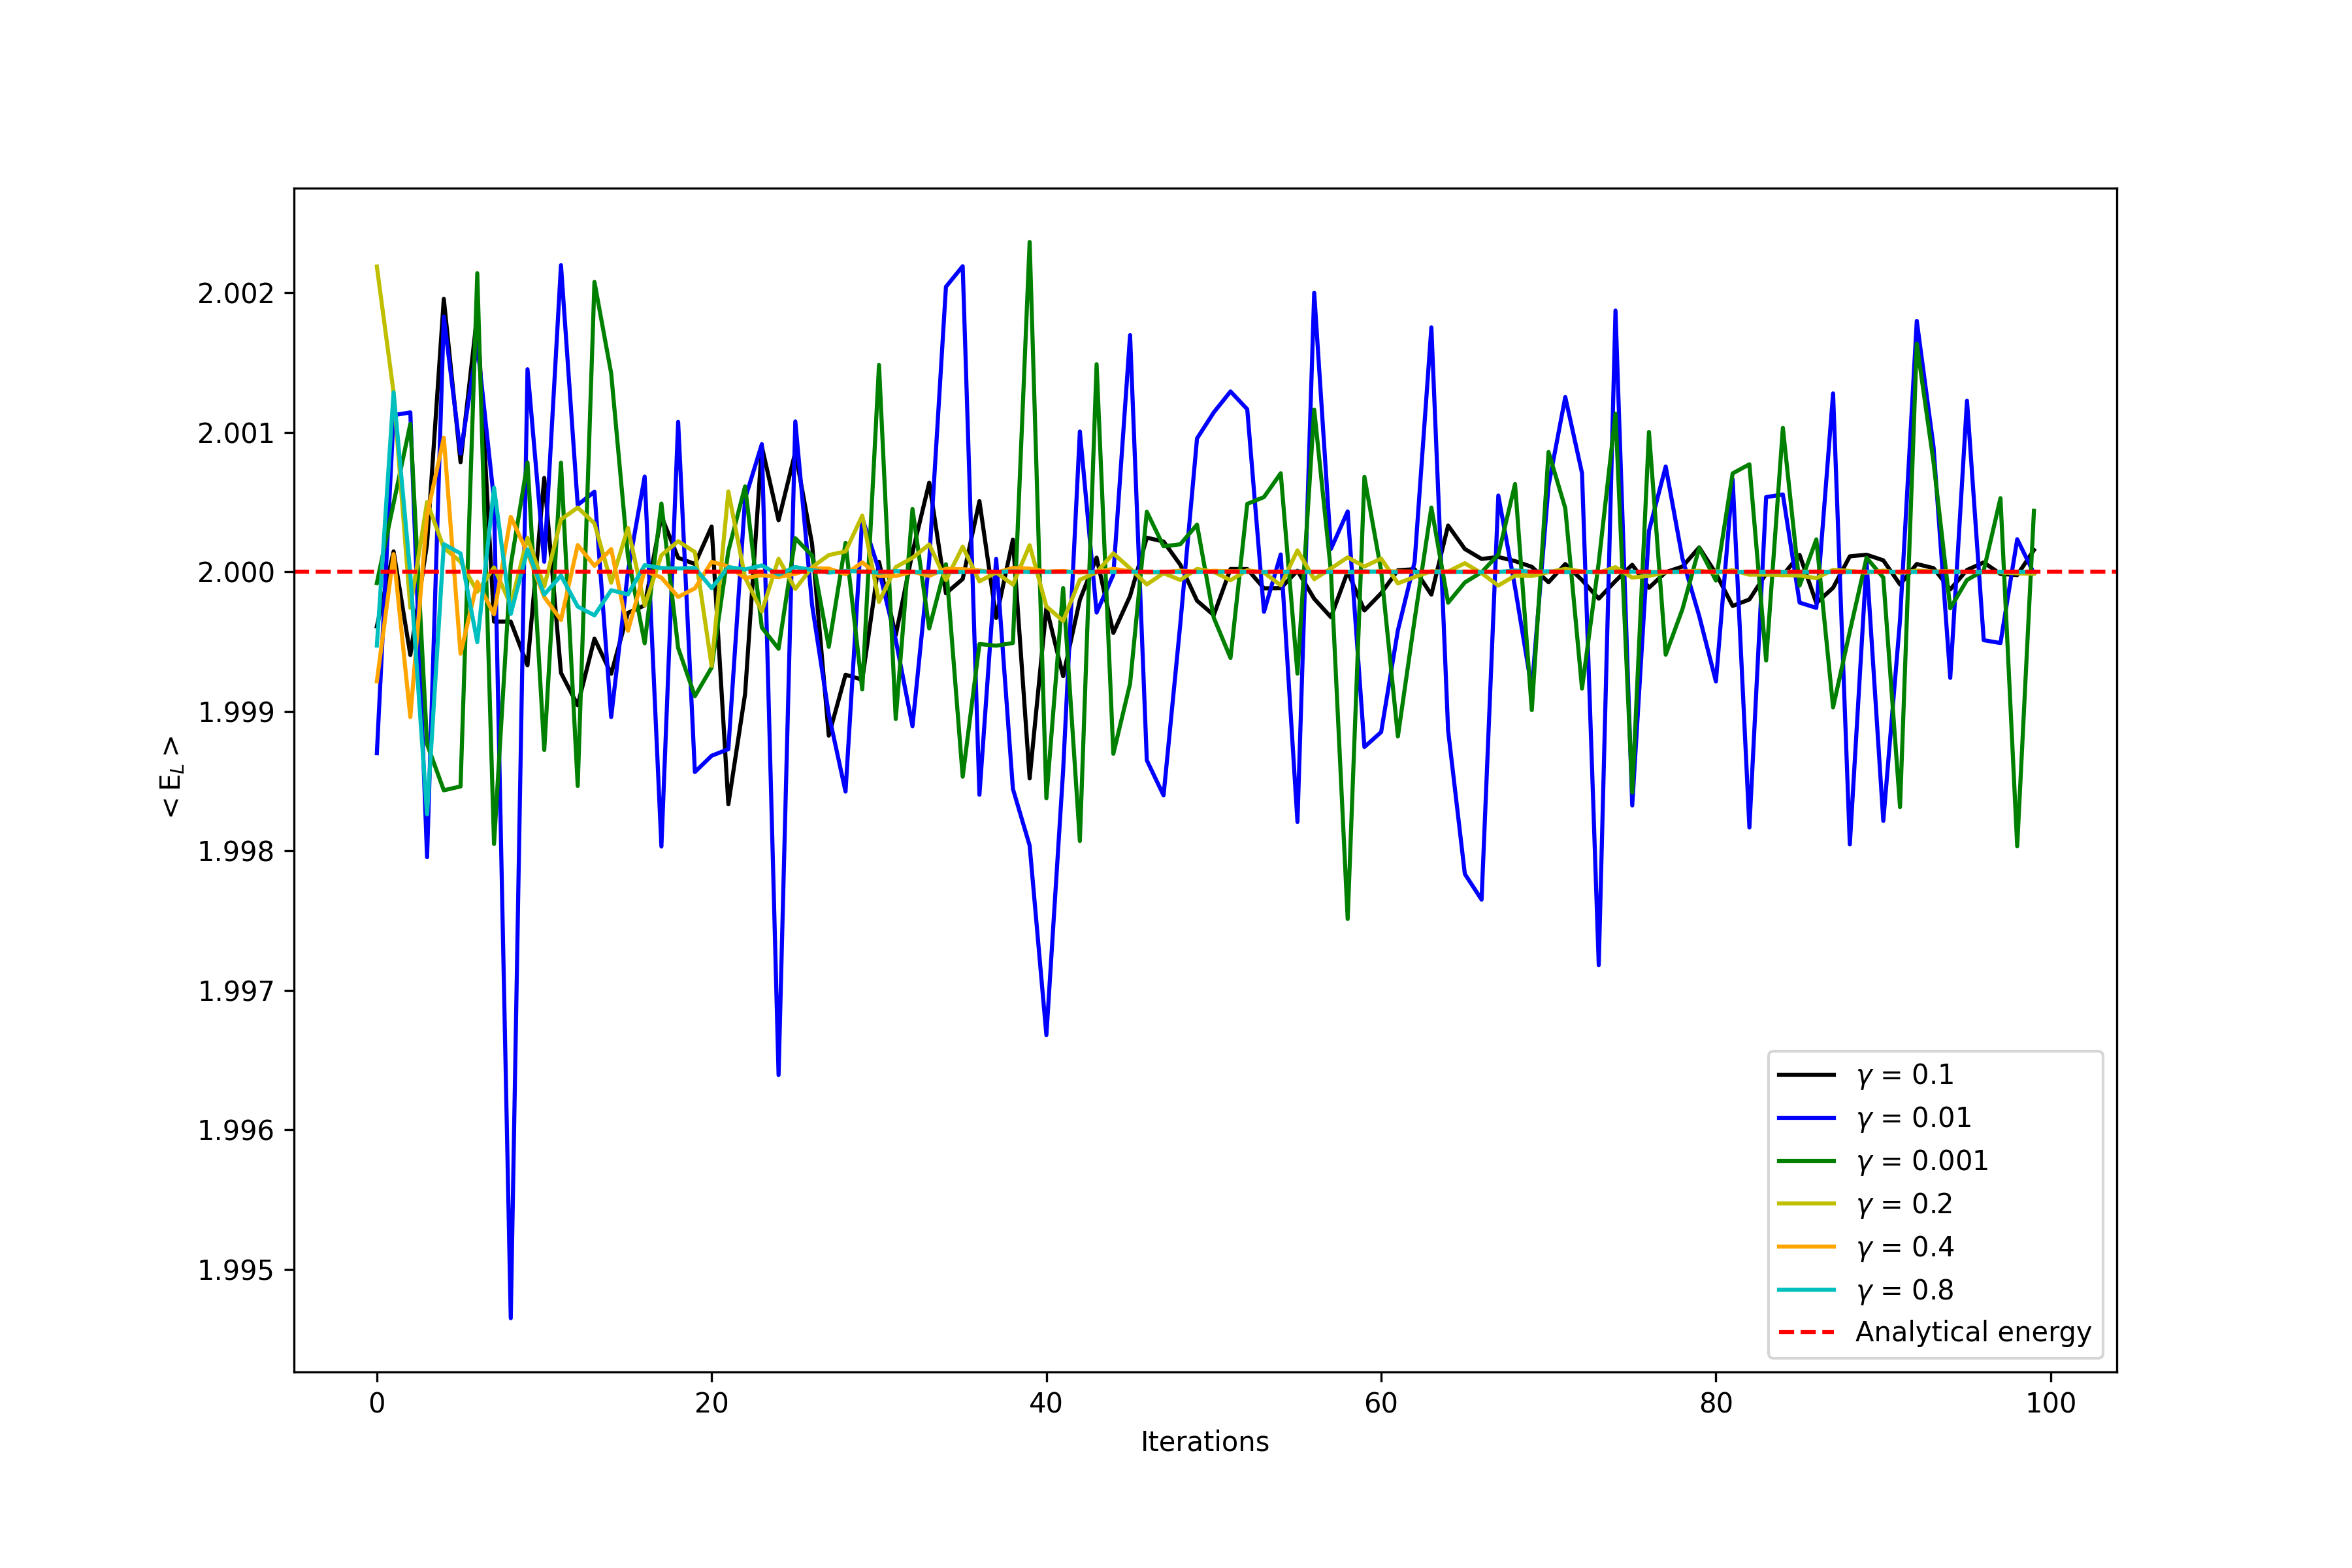 2.002
2.001
2.000
1.999
1.998
1.997
1.996
1.995
< E_L >
0 20 40 60 80 100
Iterations
γ = 0.1
γ = 0.01
γ = 0.001
γ = 0.2
γ = 0.4
γ = 0.8
Analytical energy